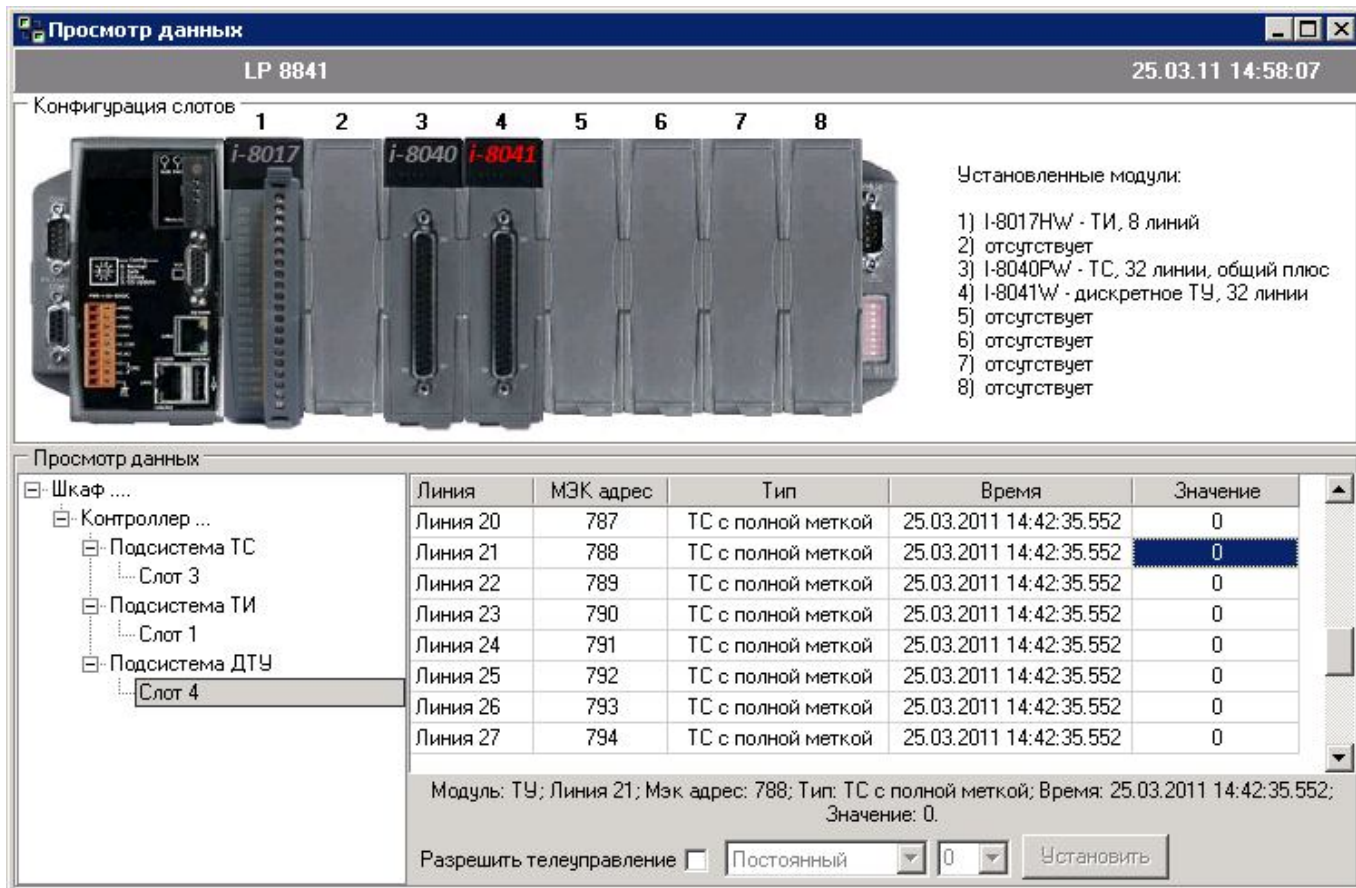 Просмотр данных
LP 8841 25.03.11 14:58:07
Конфигурация слотов
1 2 3 4 5 6 7 8
i-8017 i-8040 i-8041
Установленные модули:
1) I-8017HW - ТИ, 8 линий
2) отсутствует
3) I-8040PW - ТС, 32 линии, общий плюс
4) I-8041W - дискретное ТУ, 32 линии
5) отсутствует
6) отсутствует
7) отсутствует
8) отсутствует
Просмотр данных
Шкаф ....
Контроллер ...
Подсистема ТС
Слот 3
Подсистема ТИ
Слот 1
Подсистема ДТУ
Слот 4
Линия МЭК адрес Тип Время Значение
Линия 20 787 ТС с полной меткой 25.03.2011 14:42:35.552 0
Линия 21 788 ТС с полной меткой 25.03.2011 14:42:35.552 0
Линия 22 789 ТС с полной меткой 25.03.2011 14:42:35.552 0
Линия 23 790 ТС с полной меткой 25.03.2011 14:42:35.552 0
Линия 24 791 ТС с полной меткой 25.03.2011 14:42:35.552 0
Линия 25 792 ТС с полной меткой 25.03.2011 14:42:35.552 0
Линия 26 793 ТС с полной меткой 25.03.2011 14:42:35.552 0
Линия 27 794 ТС с полной меткой 25.03.2011 14:42:35.552 0
Модуль: ТУ; Линия 21; Мэк адрес: 788; Тип: ТС с полной меткой; Время: 25.03.2011 14:42:35.552;
Значение: 0.
Разрешить телеуправление Постоянный 0 Установить